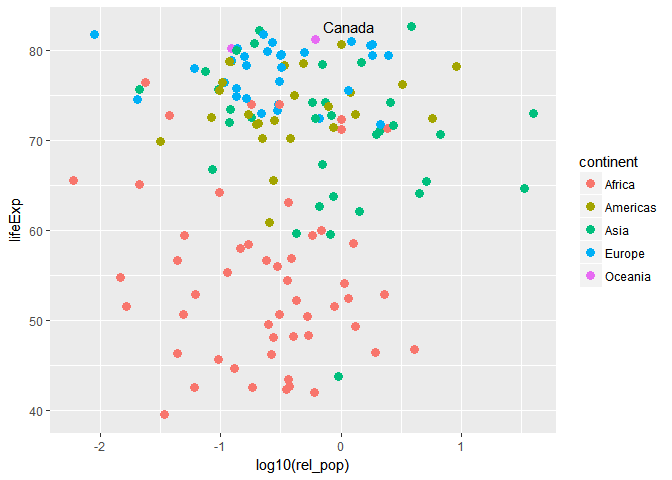 Canada
80
70
60
50
40
lifeExp
-2
-1
0
1
log10(rel_pop)
continent
Africa
Americas
Asia
Europe
Oceania